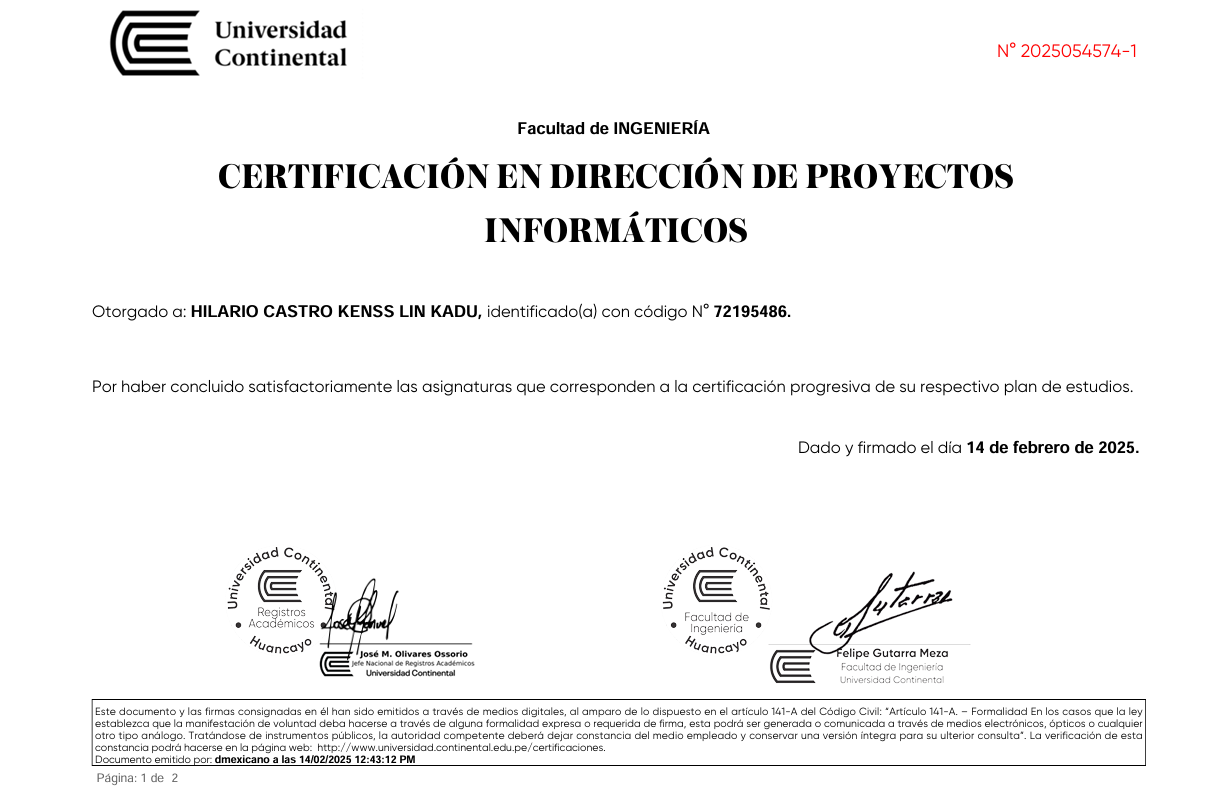 Universidad
Continental
N° 2025054574-1
Facultad de INGENIERÍA
CERTIFICACIÓN EN DIRECCIÓN DE PROYECTOS
INFORMÁTICOS
Otorgado a: HILARIO CASTRO KENSS LIN KADU, identificado(a) con código N° 72195486.
Por haber concluido satisfactoriamente las asignaturas que corresponden a la certificación progresiva de su respectivo plan de estudios.
Dado y firmado el día 14 de febrero de 2025.
Universidad Continental
Registros
Académicos
Huancayo
José M. Olivares Ossorio
Jefe Nacional de Registros Académicos
Universidad Continental
Universidad Continental
Facultad de
Ingeniería
Huancayo
Gutarra
Felipe Gutarra Meza
Facultad de Ingeniería
Universidad Continental
Este documento y las firmas consignadas en él han sido emitidos a través de medios digitales, al amparo de lo dispuesto en el artículo 141-A del Código Civil: "Artículo 141-A. – Formalidad En los casos que la ley
establezca que la manifestación de voluntad deba hacerse a través de alguna formalidad expresa o requerida de firma, esta podrá ser generada o comunicada a través de medios electrónicos, ópticos o cualquier
otro tipo análogo. Tratándose de instrumentos públicos, la autoridad competente deberá dejar constancia del medio empleado y conservar una versión íntegra para su ulterior consulta". La verificación de esta
constancia podrá hacerse en la página web: http://www.universidad.continental.edu.pe/certificaciones.
Documento emitido por: dmexicano a las 14/02/2025 12:43:12 PM
Página: 1 de 2